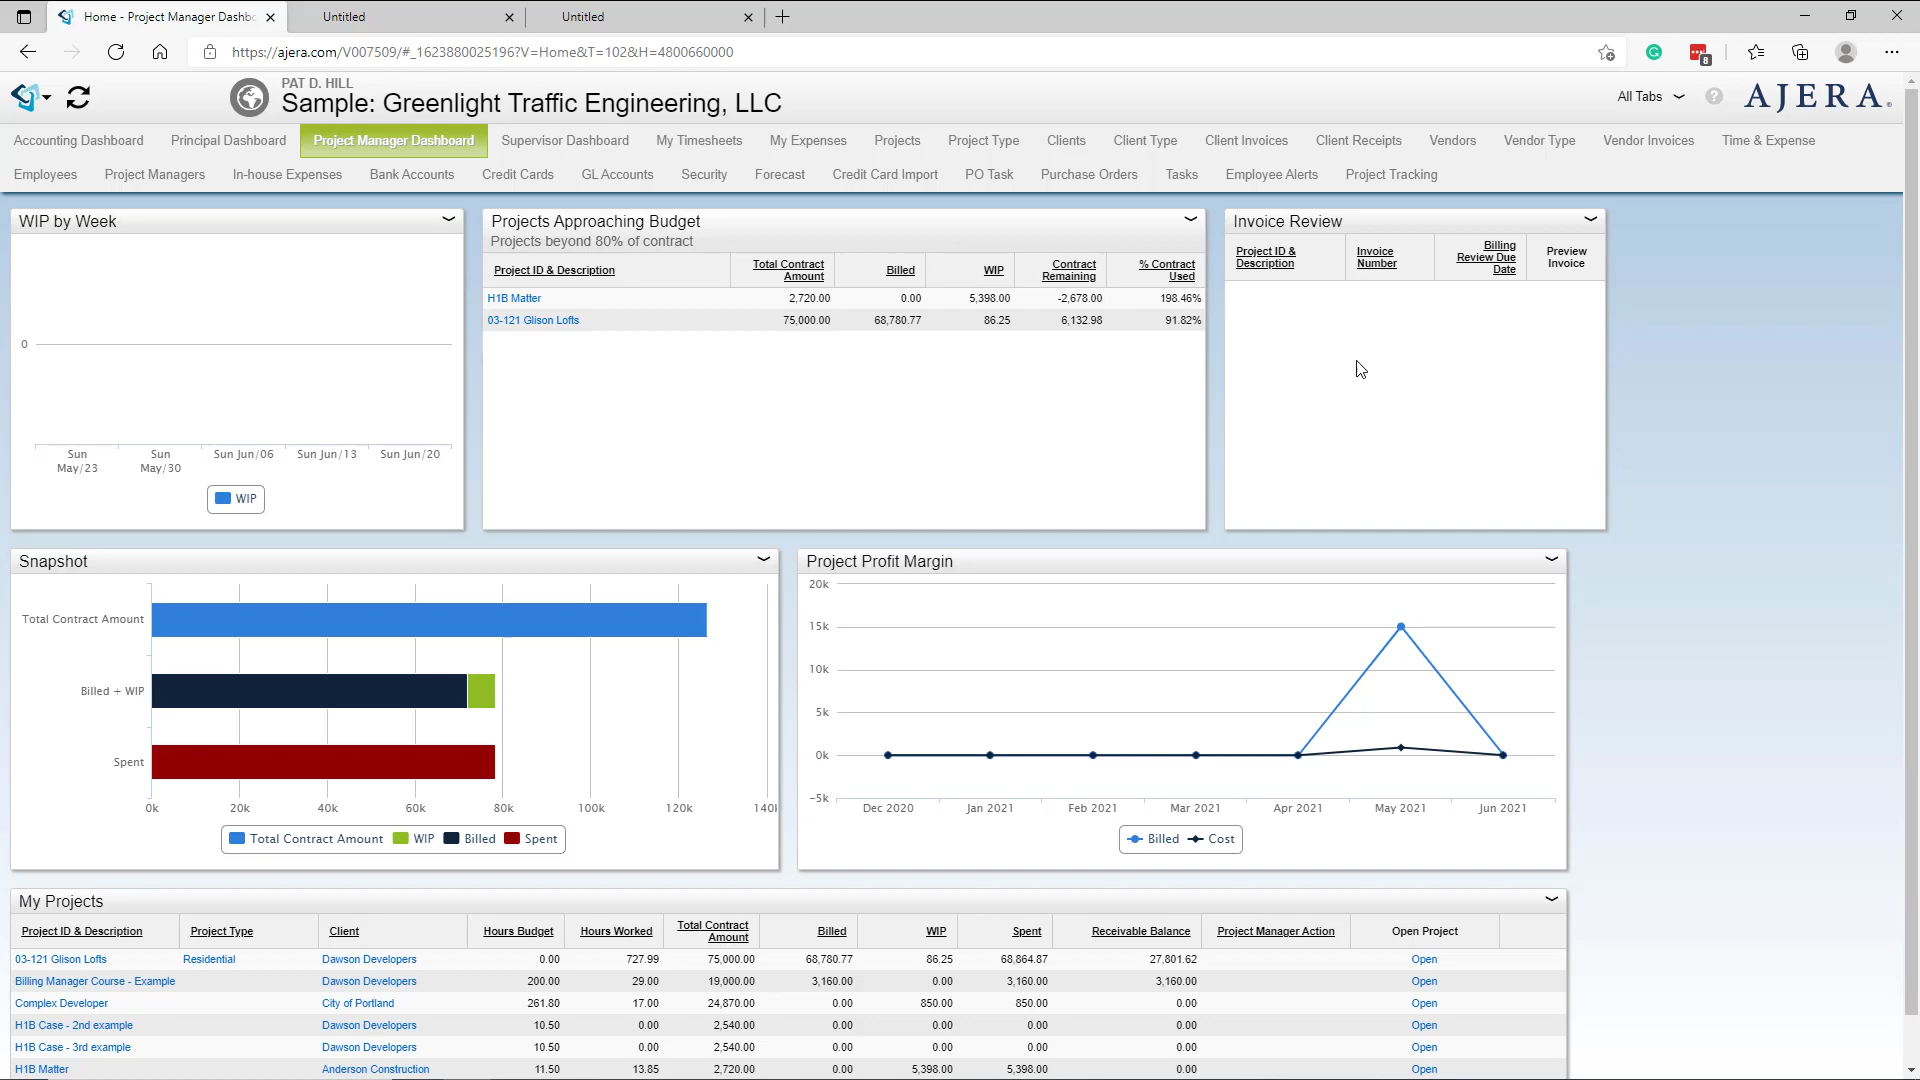 Home - Project Manager Dashbo
Untitled
Untitled
https://ajera.com/V007509/#_1623880025196?V=Home&T=102&H=4800660000
8
PAT D. HILL
Sample: Greenlight Traffic Engineering, LLC
All Tabs
?
AJERA
Accounting Dashboard Principal Dashboard Project Manager Dashboard Supervisor Dashboard My Timesheets My Expenses Projects Project Type Clients Client Type Client Invoices Client Receipts Vendors Vendor Type Vendor Invoices Time & Expense
Employees Project Managers In-house Expenses Bank Accounts Credit Cards GL Accounts Security Forecast Credit Card Import PO Task Purchase Orders Tasks Employee Alerts Project Tracking
WIP by Week
0
Sun May/23 Sun May/30 Sun Jun/06 Sun Jun/13 Sun Jun/20
WIP
Projects Approaching Budget
Projects beyond 80% of contract
Project ID & Description Total Contract Amount Billed WIP Contract Remaining % Contract Used
H1B Matter 2,720.00 0.00 5,398.00 -2,678.00 198.46%
03-121 Glison Lofts 75,000.00 68,780.77 86.25 6,132.98 91.82%
Invoice Review
Project ID & Description Invoice Number Billing Review Due Date Preview Invoice
Snapshot
Total Contract Amount
Billed + WIP
Spent
0k 20k 40k 60k 80k 100k 120k 140k
Total Contract Amount WIP Billed Spent
Project Profit Margin
20k
15k
10k
5k
0k
-5k
Dec 2020 Jan 2021 Feb 2021 Mar 2021 Apr 2021 May 2021 Jun 2021
Billed Cost
My Projects
Project ID & Description Project Type Client Hours Budget Hours Worked Total Contract Amount Billed WIP Spent Receivable Balance Project Manager Action Open Project
03-121 Glison Lofts Residential Dawson Developers 0.00 727.99 75,000.00 68,780.77 86.25 68,864.87 27,801.62 Open
Billing Manager Course - Example Dawson Developers 200.00 29.00 19,000.00 3,160.00 0.00 3,160.00 3,160.00 Open
Complex Developer City of Portland 261.80 17.00 24,870.00 0.00 850.00 850.00 0.00 Open
H1B Case - 2nd example Dawson Developers 10.50 0.00 2,540.00 0.00 0.00 0.00 0.00 Open
H1B Case - 3rd example Dawson Developers 10.50 0.00 2,540.00 0.00 0.00 0.00 0.00 Open
H1B Matter Anderson Construction 11.50 13.85 2,720.00 0.00 5,398.00 5,398.00 0.00 Open